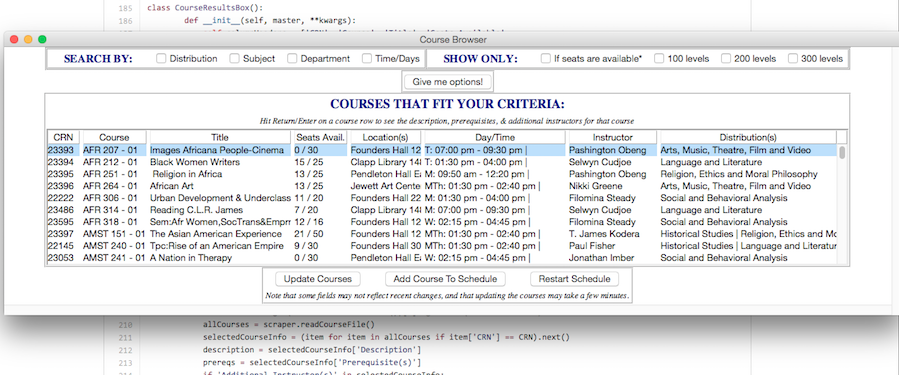 185 class CourseResultsBox():
186 def __init__(self, master, **kwargs):
Course Browser
SEARCH BY: Distribution Subject Department Time/Days SHOW ONLY: If seats are available* 100 levels 200 levels 300 levels
Give me options!
COURSES THAT FIT YOUR CRITERIA:
Hit Return/Enter on a course row to see the description, prerequisites, & additional instructors for that course
CRN Course Title Seats Avail. Location(s) Day/Time Instructor Distribution(s)
23393 AFR 207 - 01 Images Africana People-Cinema 0 / 30 Founders Hall 12 T: 07:00 pm - 09:30 pm | Pashington Obeng Arts, Music, Theatre, Film and Video
23394 AFR 212 - 01 Black Women Writers 15 / 25 Clapp Library 14 T: 01:30 pm - 04:00 pm | Selwyn Cudjoe Language and Literature
23395 AFR 251 - 01 Religion in Africa 13 / 25 Pendleton Hall Ea M: 09:50 am - 12:20 pm | Pashington Obeng Religion, Ethics and Moral Philosophy
23396 AFR 264 - 01 African Art 13 / 25 Jewett Art Cente MTh: 01:30 pm - 02:40 pm | Nikki Greene Arts, Music, Theatre, Film and Video
22222 AFR 306 - 01 Urban Development & Underclass 11 / 20 Founders Hall 22 M: 01:30 pm - 04:00 pm | Filomina Steady Social and Behavioral Analysis
23486 AFR 314 - 01 Reading C.L.R. James 7 / 20 Clapp Library 14 M: 07:00 pm - 09:30 pm | Selwyn Cudjoe Language and Literature
23595 AFR 318 - 01 Sem:Afr Women,SocTrans&Empr 12 / 16 Founders Hall 12 W: 02:15 pm - 04:45 pm | Filomina Steady Social and Behavioral Analysis
23397 AMST 151 - 01 The Asian American Experience 21 / 50 Founders Hall 12 MTh: 01:30 pm - 02:40 pm | T. James Kodera Historical Studies | Religion, Ethics and Mo
22145 AMST 240 - 01 Tpc:Rise of an American Empire 9 / 30 Founders Hall 30 MTh: 01:30 pm - 02:40 pm | Paul Fisher Historical Studies | Language and Literatur
23053 AMST 241 - 01 A Nation in Therapy 0 / 30 Pendleton Hall Ea W: 02:15 pm - 04:45 pm | Jonathan Imber Social and Behavioral Analysis
Update Courses Add Course To Schedule Restart Schedule
Note that some fields may not reflect recent changes, and that updating the courses may take a few minutes.
210 allCourses = scraper.readCourseFile()
211 selectedCourseInfo = (item for item in allCourses if item['CRN'] == CRN).next()
212 description = selectedCourseInfo['Description']
213 prereqs = selectedCourseInfo['Prerequisite(s)']